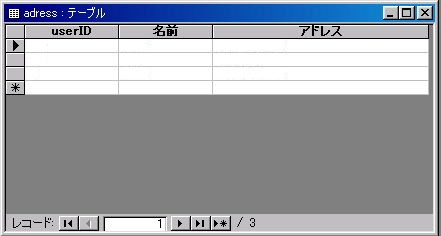 adress : テーブル
userID 名前 アドレス
レコード: 1 / 3